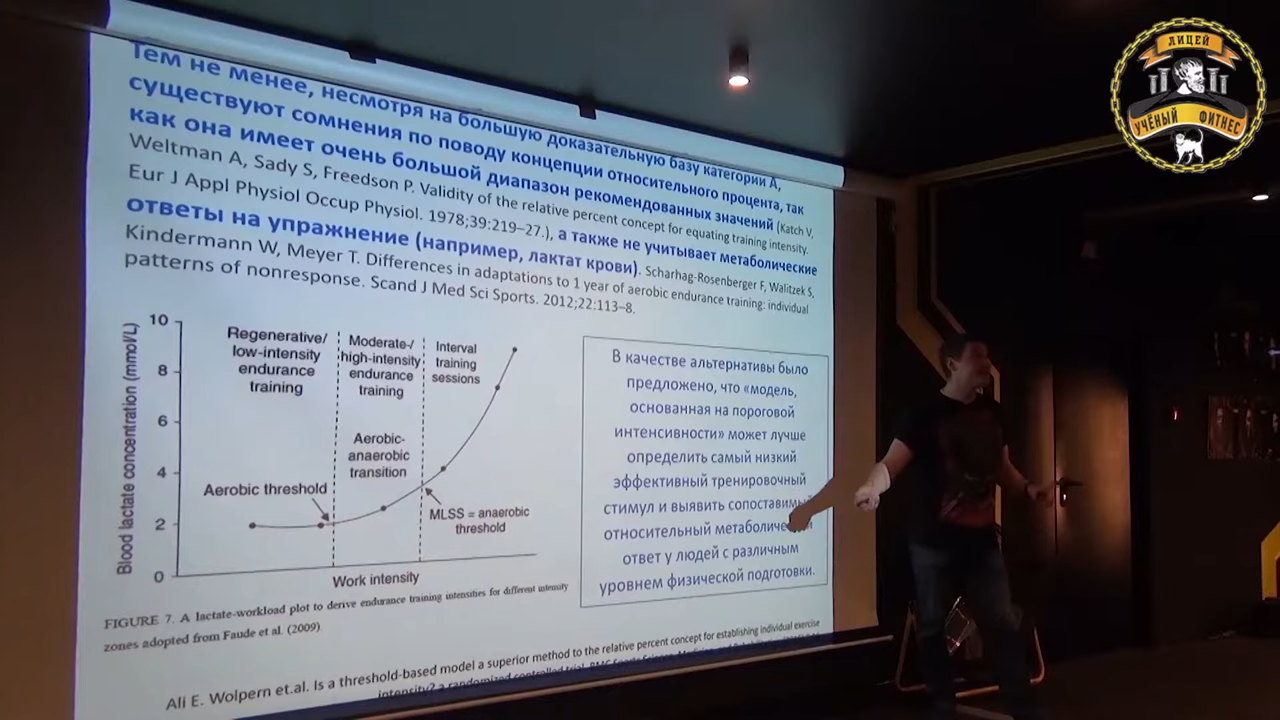 Тем не менее, несмотря на большую доказательную базу категории А,
существуют сомнения по поводу концепции относительного процента, так
как она имеет очень большой диапазон рекомендованных значений (Katch V,
Weltman A, Sady S, Freedson P. Validity of the relative percent concept for equating training intensity.
Eur J Appl Physiol Occup Physiol. 1978;39:219–27.), а также не учитывает метаболические
ответы на упражнение (например, лактат крови). Scharhag-Rosenberger F, Walitzek S,
Kindermann W, Meyer T. Differences in adaptations to 1 year of aerobic endurance training: individual
patterns of nonresponse. Scand J Med Sci Sports. 2012;22:113–8.
Blood lactate concentration (mmol/L)
10
8
6
4
2
0
Regenerative/
low-intensity
endurance
training
Moderate-/
high-intensity
endurance
training
Interval
training
sessions
Aerobic-
anaerobic
transition
Aerobic threshold
MLSS = anaerobic
threshold
Work intensity
FIGURE 7. A lactate-workload plot to derive endurance training intensities for different intensity
zones adopted from Faude et al. (2009)
В качестве альтернативы было
предложено, что «модель,
основанная на пороговой
интенсивности» может лучше
определить самый низкий
эффективный тренировочный
стимул и выявить сопоставимый
относительный
ответ у людей с различным
уровнем физической подготовки.
Ali E. Wolpern et.al. Is a threshold-based model a superior method to the relative percent concept for establishing individual exercise
intensity? a randomized controlled trial.
ЛИЦЕЙ
УЧЁНЫЙ ФИТНЕС